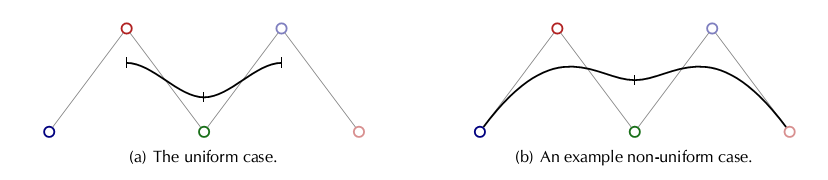 (a) The uniform case.
(b) An example non-uniform case.